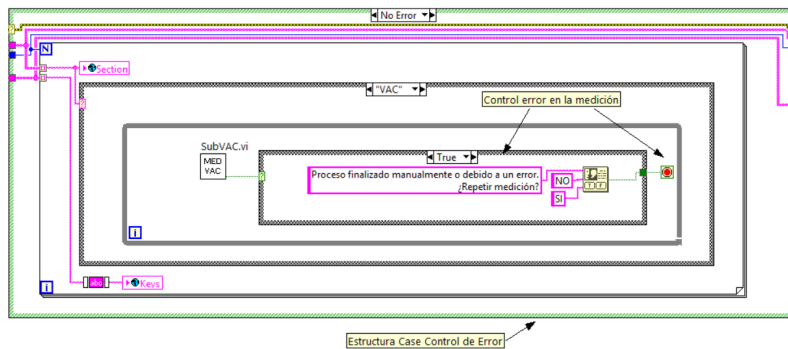 No Error
N
Section
"VAC"
Control error en la medición
SubVAC.vi
MED
VAC
True
Proceso finalizado manualmente o debido a un error.
¿Repetir medición?
NO
SI
T F
?
?
?
i
i
abc
Keys
Estructura Case Control de Error